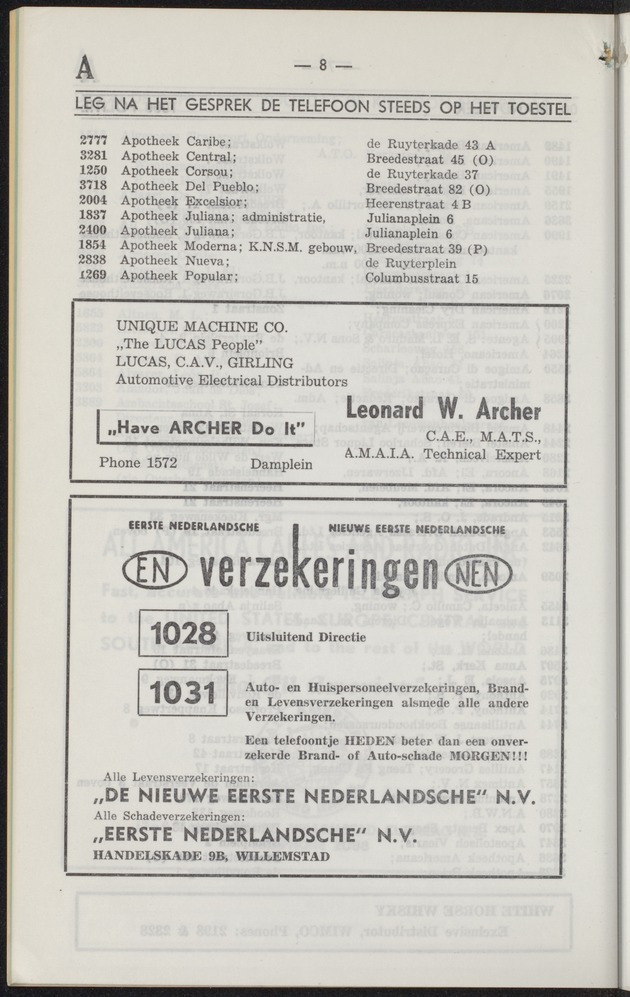 A
— 8 —
LEG NA HET GESPREK DE TELEFOON STEEDS OP HET TOESTEL
2777 Apotheek Caribe; de Ruyterkade 43 A
3281 Apotheek Central; Breedestraat 45 (O)
1250 Apotheek Corsou; de Ruyterkade 37
3718 Apotheek Del Pueblo; Breedestraat 82 (O)
2004 Apotheek Excelsior; Heerenstraat 4 B
1837 Apotheek Juliana; administratie, Julianaplein 6
2400 Apotheek Juliana; Julianaplein 6
1854 Apotheek Moderna; K.N.S.M. gebouw, Breedestraat 39 (P)
2838 Apotheek Nueva; de Ruyterplein
1269 Apotheek Popular; Columbusstraat 15
UNIQUE MACHINE CO.
„The LUCAS People”
LUCAS, C.A.V., GIRLING
Automotive Electrical Distributors
Leonard W. Archer
„Have ARCHER Do It”
C.A.E., M.A.T.S.,
A.M.A.I.A. Technical Expert
Phone 1572 Damplein
EERSTE NEDERLANDSCHE NIEUWE EERSTE NEDERLANDSCHE
EN verzekeringen NEN
1028 Uitsluitend Directie
1031 Auto- en Huispersoneelverzekeringen, Brand-
en Levensverzekeringen alsmede alle andere
Verzekeringen.
Een telefoontje HEDEN beter dan een onver-
zekerde Brand- of Auto-schade MORGEN!!!
Alle Levensverzekeringen:
„DE NIEUWE EERSTE NEDERLANDSCHE” N.V.
Alle Schadeverzekeringen:
„EERSTE NEDERLANDSCHE” N.V.
HANDELSKADE 9B, WILLEMSTAD